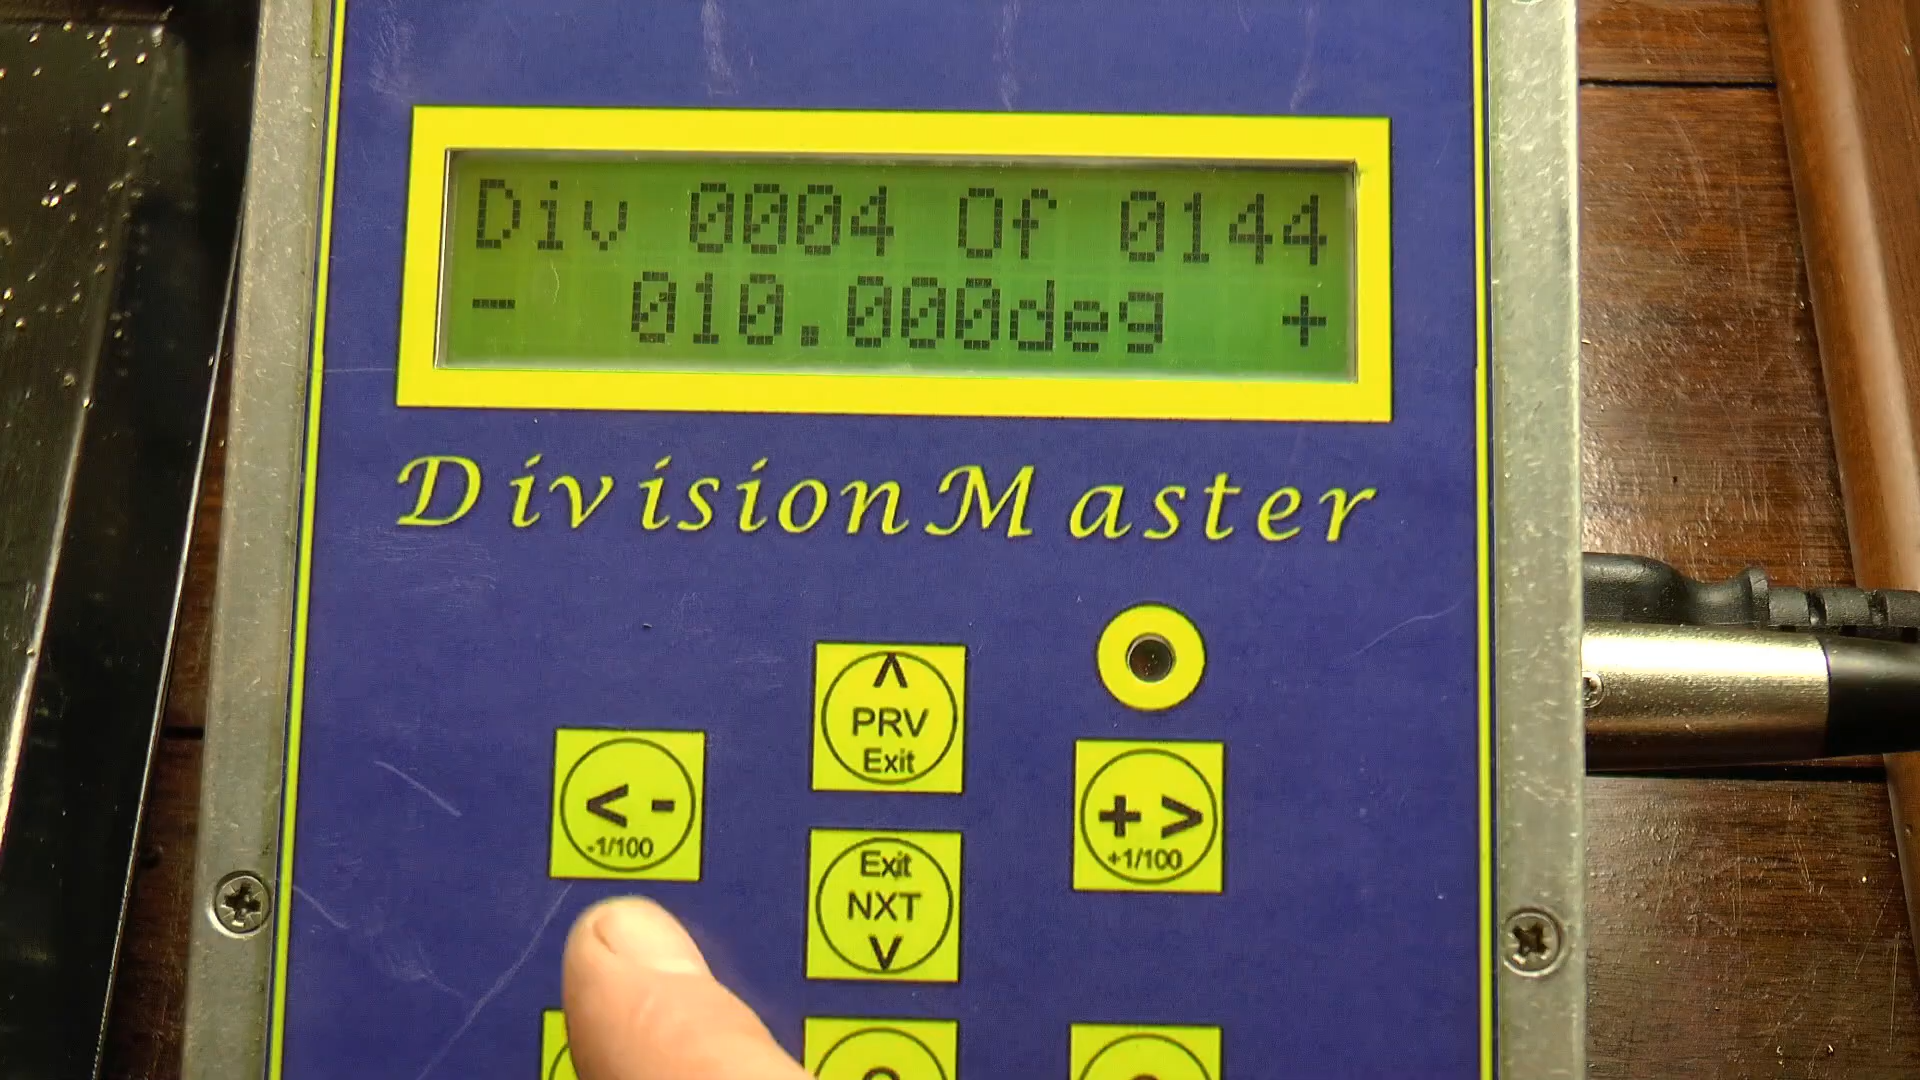 Div 0004 Of 0144
- 010.000deg +
DivisionMaster
Λ
PRV
Exit
< -
-1/100
+ >
+1/100
Exit
NXT
V